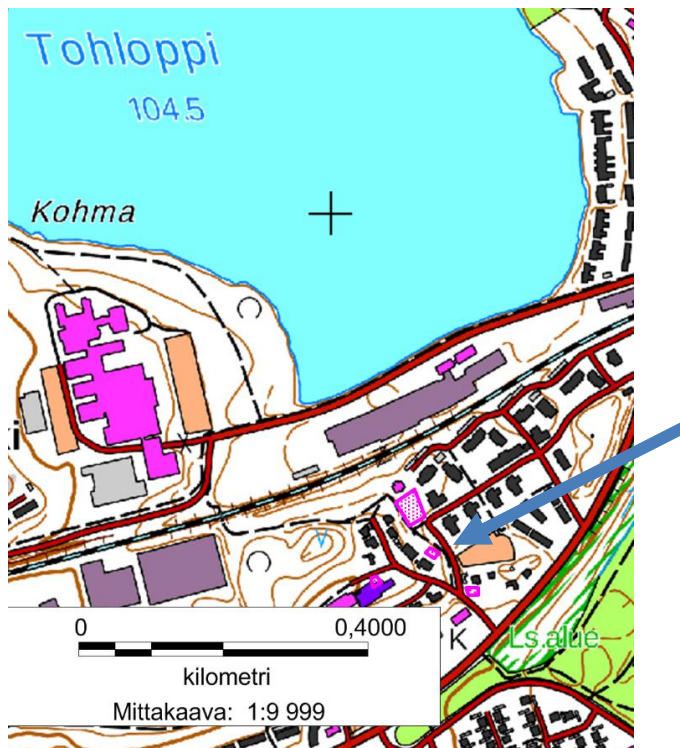 Tohloppi
104.5
Kohma
Ls.alue
K
0 0,4000
kilometri
Mittakaava: 1:9 999